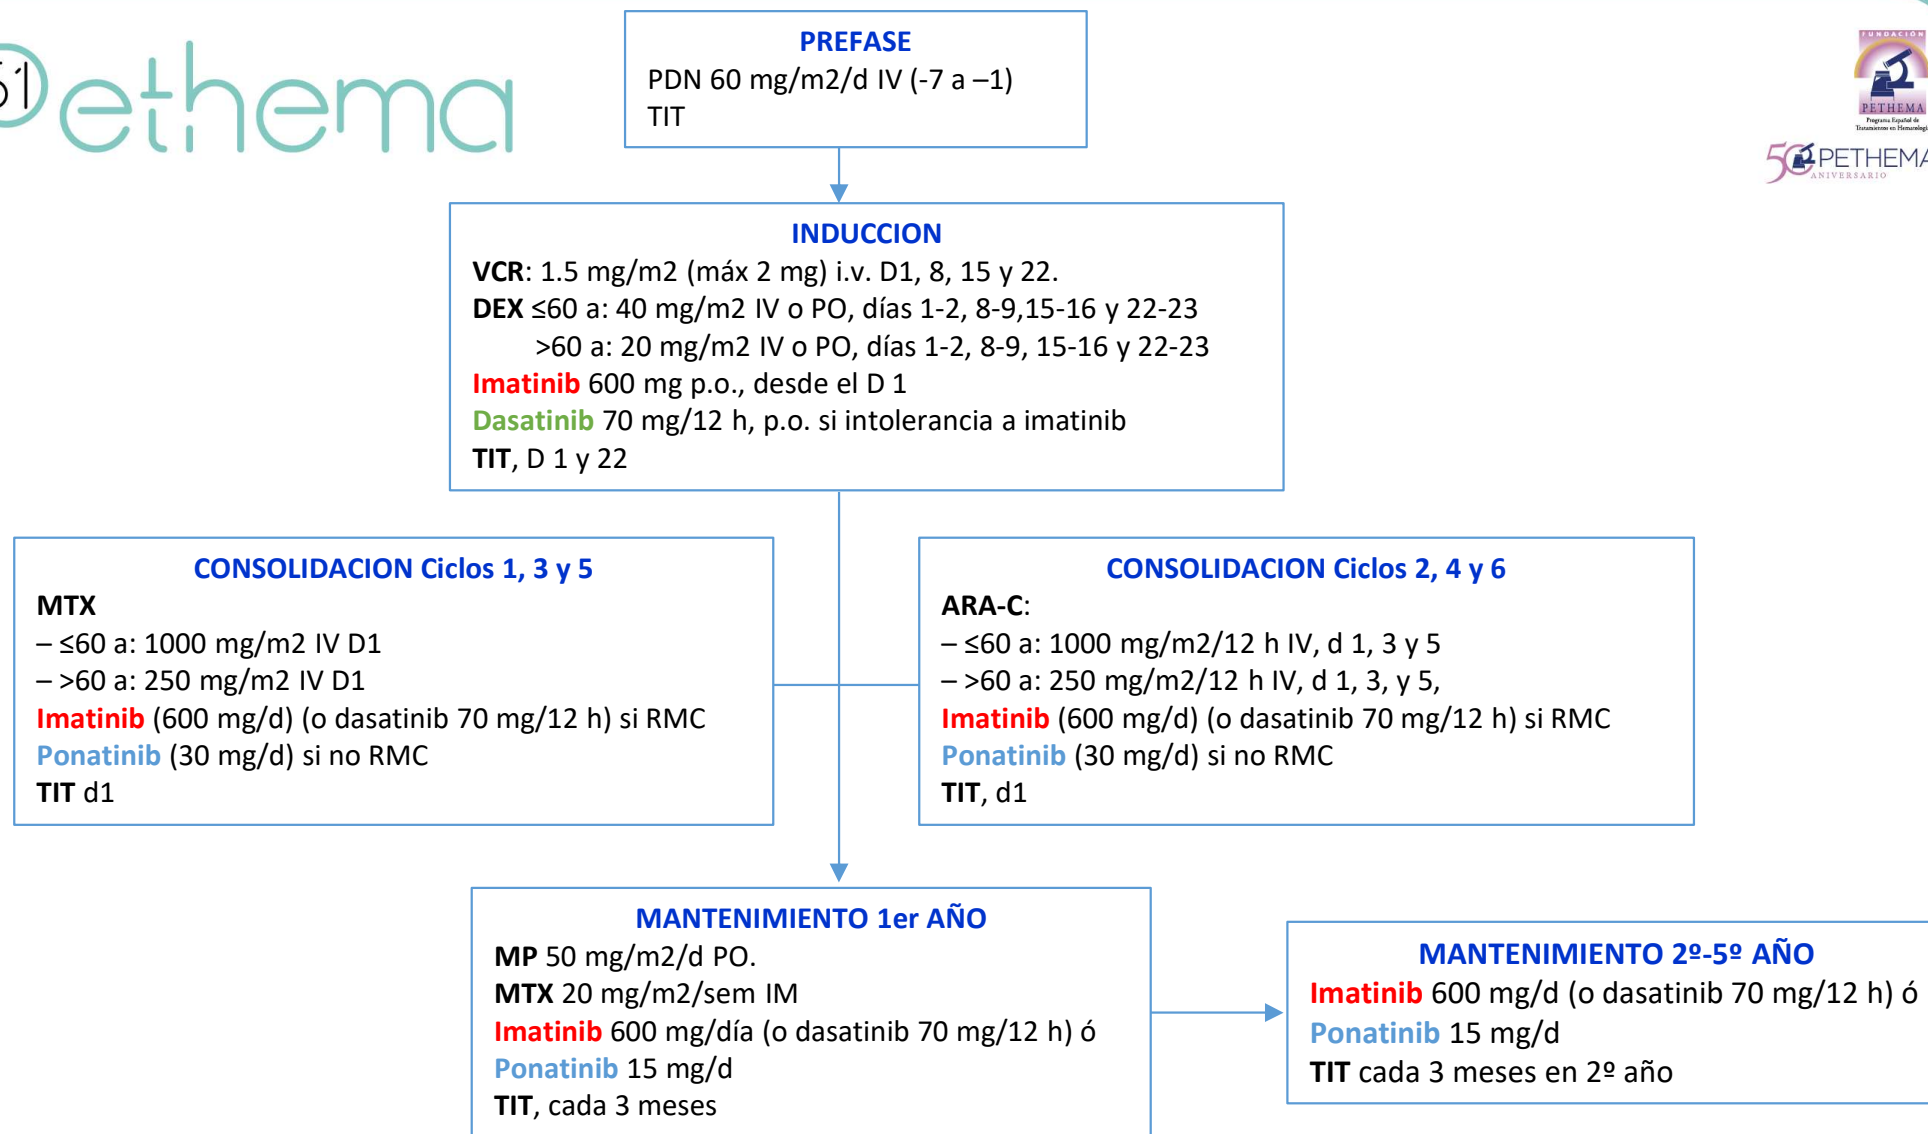 51
Pethema
FUNDACIÓN
PETHEMA
Programa Español de
Tratamientos en Hematología
50 PETHEMA
ANIVERSARIO
PREFASE
PDN 60 mg/m2/d IV (-7 a –1)
TIT
INDUCCION
VCR: 1.5 mg/m2 (máx 2 mg) i.v. D1, 8, 15 y 22.
DEX ≤60 a: 40 mg/m2 IV o PO, días 1-2, 8-9,15-16 y 22-23
>60 a: 20 mg/m2 IV o PO, días 1-2, 8-9, 15-16 y 22-23
Imatinib 600 mg p.o., desde el D 1
Dasatinib 70 mg/12 h, p.o. si intolerancia a imatinib
TIT, D 1 y 22
CONSOLIDACION Ciclos 1, 3 y 5
MTX
– ≤60 a: 1000 mg/m2 IV D1
– >60 a: 250 mg/m2 IV D1
Imatinib (600 mg/d) (o dasatinib 70 mg/12 h) si RMC
Ponatinib (30 mg/d) si no RMC
TIT d1
CONSOLIDACION Ciclos 2, 4 y 6
ARA-C:
– ≤60 a: 1000 mg/m2/12 h IV, d 1, 3 y 5
– >60 a: 250 mg/m2/12 h IV, d 1, 3, y 5,
Imatinib (600 mg/d) (o dasatinib 70 mg/12 h) si RMC
Ponatinib (30 mg/d) si no RMC
TIT, d1
MANTENIMIENTO 1er AÑO
MP 50 mg/m2/d PO.
MTX 20 mg/m2/sem IM
Imatinib 600 mg/día (o dasatinib 70 mg/12 h) ó
Ponatinib 15 mg/d
TIT, cada 3 meses
MANTENIMIENTO 2º-5º AÑO
Imatinib 600 mg/d (o dasatinib 70 mg/12 h) ó
Ponatinib 15 mg/d
TIT cada 3 meses en 2º año